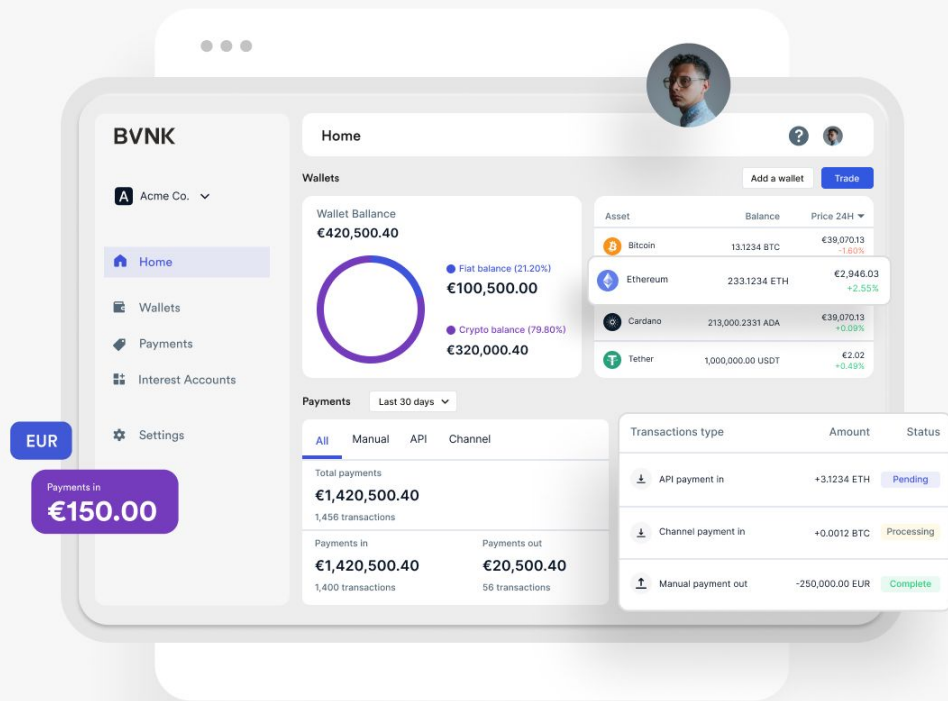 BVNK
Home
A Acme Co.
Wallets
Add a wallet
Trade
Wallet Ballance
€420,500.40
Fiat balance (21.20%)
€100,500.00
Crypto balance (79.80%)
€320,000.40
Asset Balance Price 24H
Bitcoin 13.1234 BTC €39,070.13
-1.60%
Ethereum 233.1234 ETH €2,946.03
+2.55%
Cardano 213,000.2331 ADA €39,070.13
+0.09%
Tether 1,000,000.00 USDT €2.02
+0.49%
Home
Wallets
Payments
Interest Accounts
Settings
EUR
Payments in
€150.00
Payments Last 30 days
All Manual API Channel
Total payments
€1,420,500.40
1,456 transactions
Payments in Payments out
€1,420,500.40 €20,500.40
1,400 transactions 56 transactions
Transactions type Amount Status
API payment in +3.1234 ETH Pending
Channel payment in +0.0012 BTC Processing
Manual payment out -250,000.00 EUR Complete
?